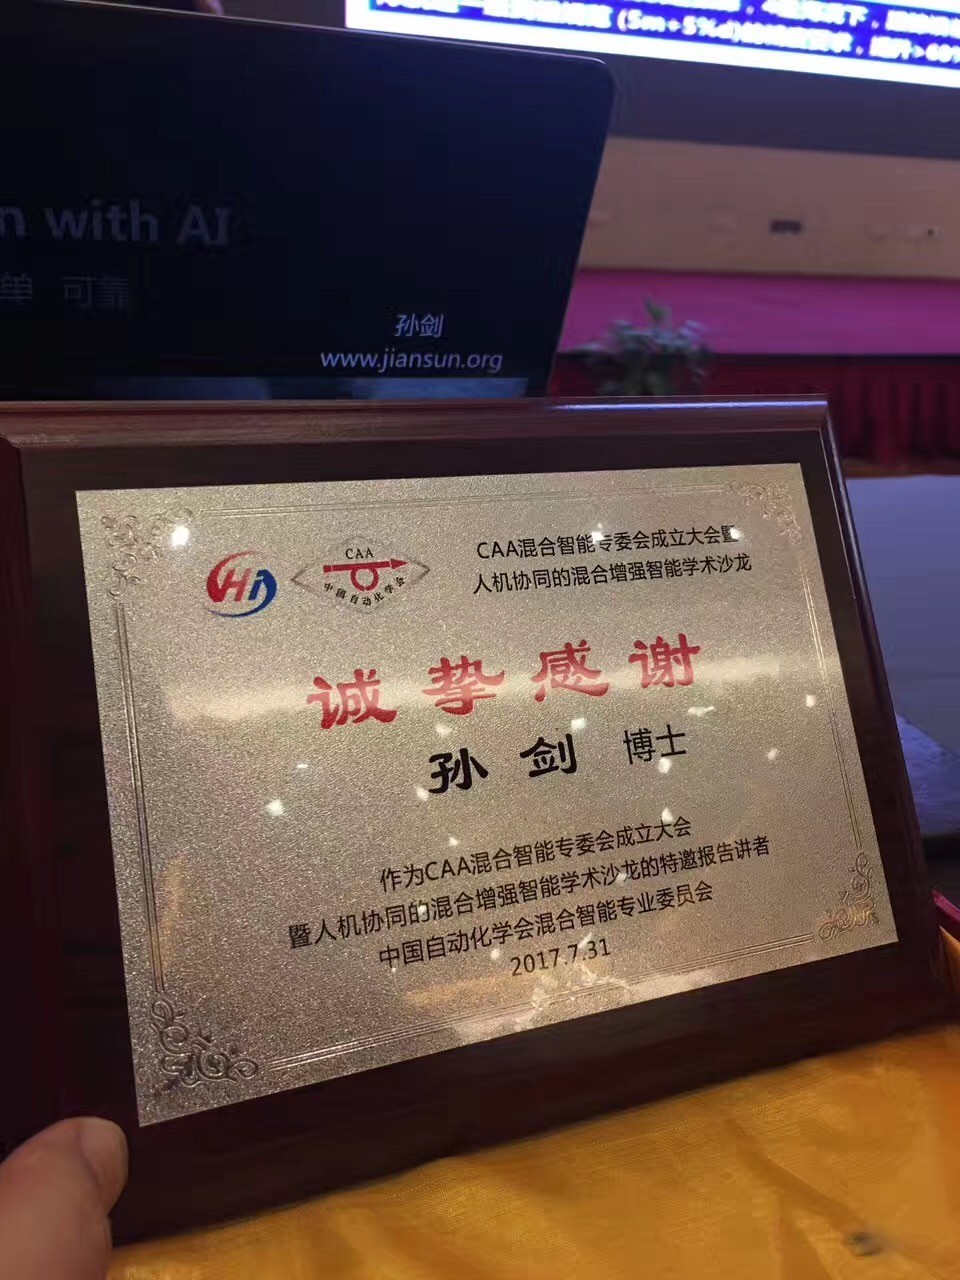 (5m+5%d)
n with AI
单 可靠
孙剑
www.jiansun.org
Hi
CAA
中国自动化学会
CAA混合智能专委会成立大会暨
人机协同的混合增强智能学术沙龙
诚挚感谢
孙剑 博士
作为CAA混合智能专委会成立大会
暨人机协同的混合增强智能学术沙龙的特邀报告讲者
中国自动化学会混合智能专业委员会
2017.7.31